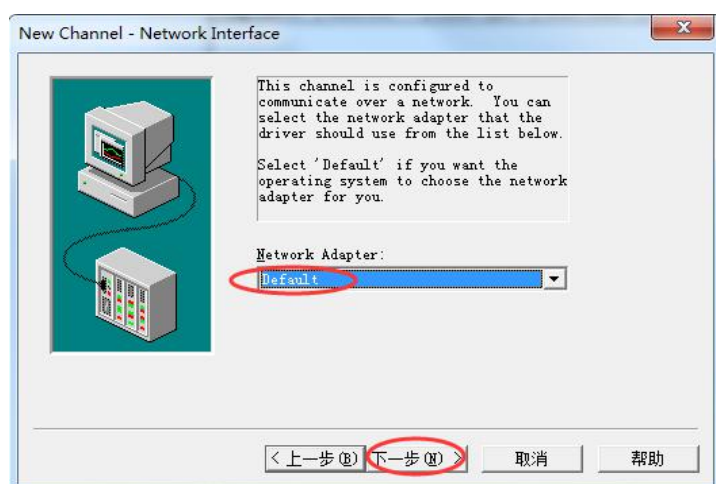 New Channel - Network Interface
This channel is configured to
communicate over a network. You can
select the network adapter that the
driver should use from the list below.
Select 'Default' if you want the
operating system to choose the network
adapter for you.
Network Adapter:
Default
< 上一步(B) 下一步(N) > 取消 帮助